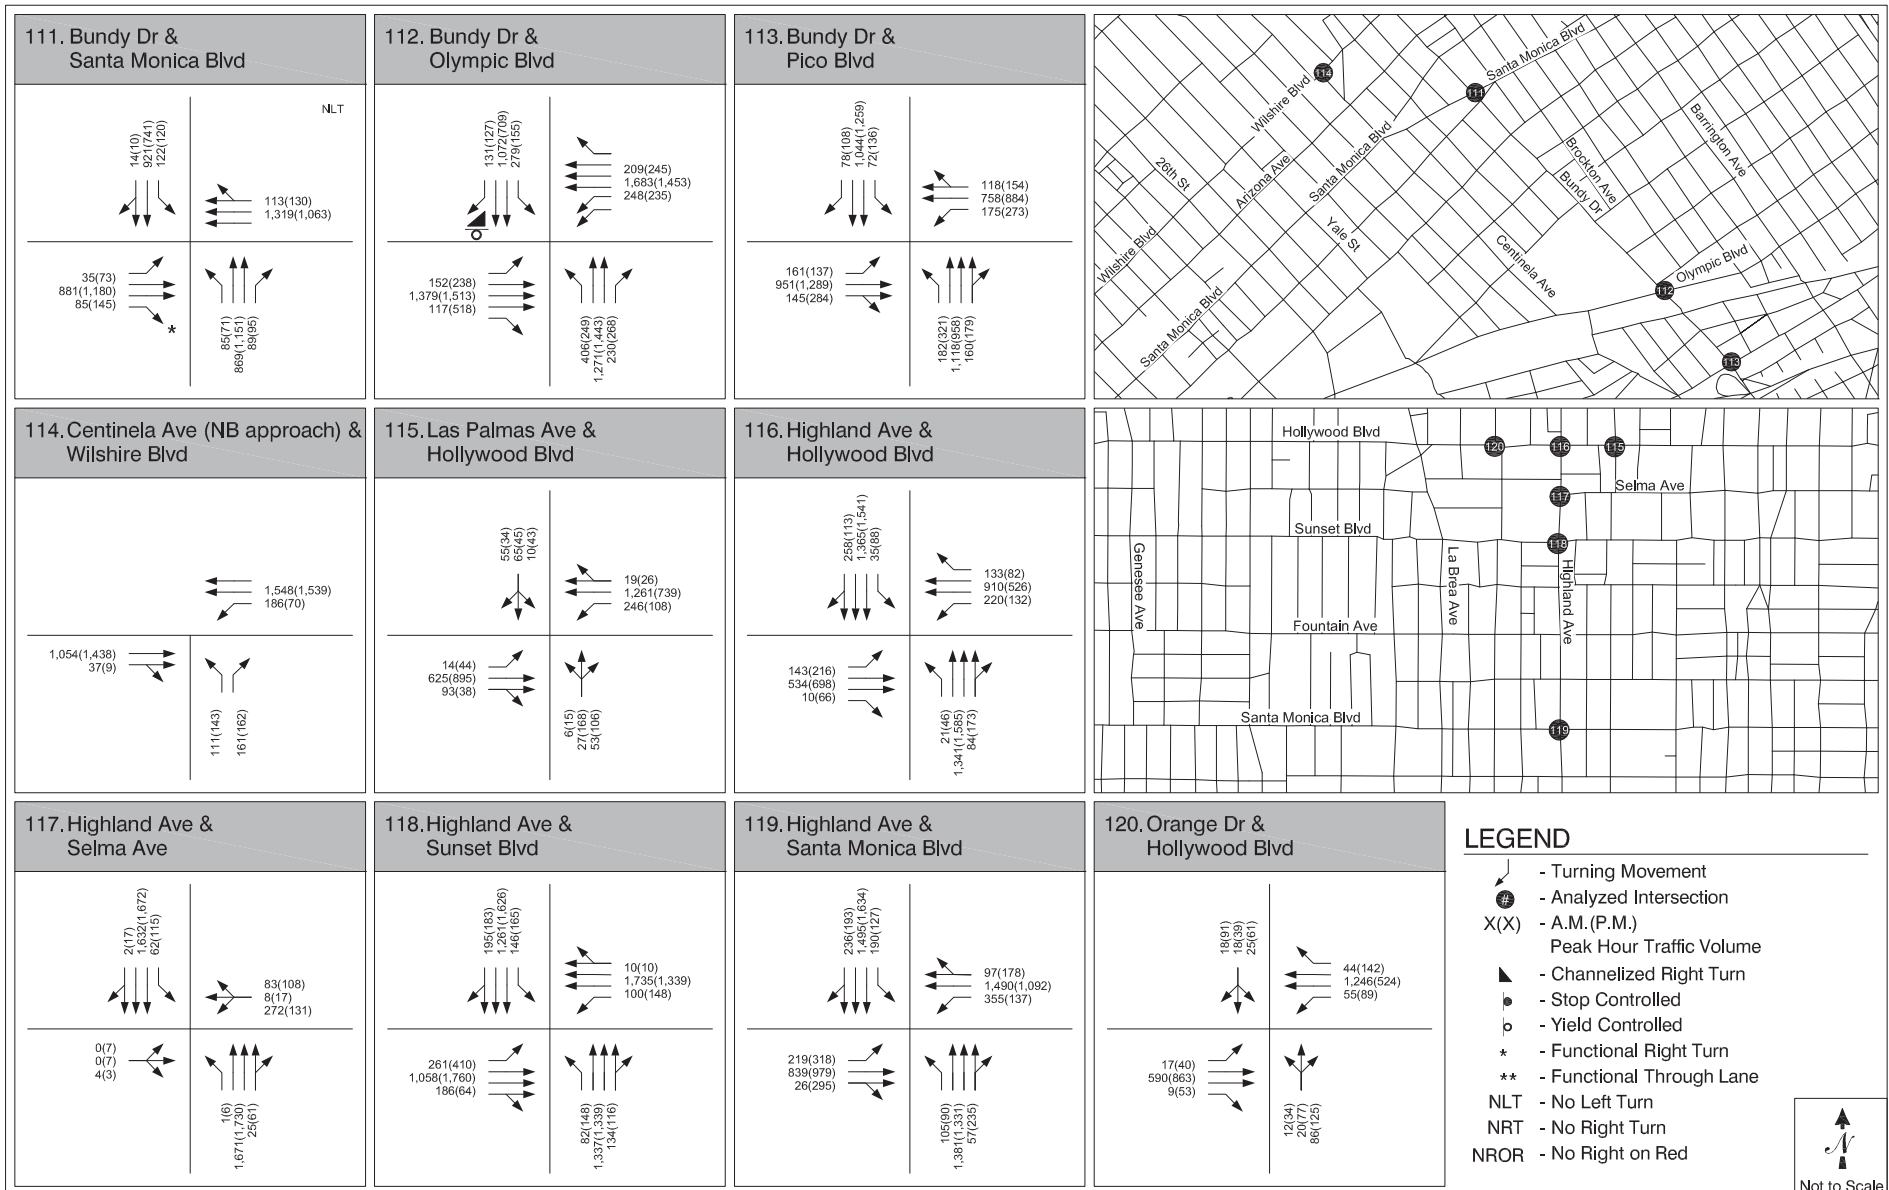 111. Bundy Dr &
Santa Monica Blvd
NLT
14(10)
921(741)
122(120)
113(130)
1,319(1,063)
35(73)
881(1,180)
85(145)
*
85(71)
869(1,151)
89(95)
112. Bundy Dr &
Olympic Blvd
131(127)
1,072(709)
279(155)
209(245)
1,683(1,453)
248(235)
152(238)
1,379(1,513)
117(518)
406(249)
1,271(1,443)
230(268)
113. Bundy Dr &
Pico Blvd
78(108)
1,044(1,259)
72(136)
118(154)
758(884)
175(273)
161(137)
951(1,289)
145(284)
182(321)
1,118(958)
160(179)
114
111
112
113
Santa Monica Blvd
Wilshire Blvd
Barrington Ave
Brockton Ave
Bundy Dr
26th St
Arizona Ave
Santa Monica Blvd
Yale St
Centinela Ave
Wilshire Blvd
Olympic Blvd
Santa Monica Blvd
114. Centinela Ave (NB approach) &
Wilshire Blvd
1,548(1,539)
186(70)
1,054(1,438)
37(9)
111(143)
161(162)
115. Las Palmas Ave &
Hollywood Blvd
55(34)
65(45)
10(43)
19(26)
1,261(739)
246(108)
14(44)
625(895)
93(38)
6(15)
27(168)
53(106)
116. Highland Ave &
Hollywood Blvd
258(113)
1,365(1,541)
35(88)
133(82)
910(526)
220(132)
143(216)
534(698)
10(66)
21(46)
1,341(1,585)
84(173)
Hollywood Blvd
120
116
115
Selma Ave
117
Sunset Blvd
118
Genesee Ave
La Brea Ave
Highland Ave
Fountain Ave
Santa Monica Blvd
119
117. Highland Ave &
Selma Ave
2(17)
1,632(1,672)
62(115)
83(108)
8(17)
272(131)
0(7)
0(7)
4(3)
1(6)
1,671(1,730)
25(61)
118. Highland Ave &
Sunset Blvd
195(183)
1,261(1,626)
146(165)
10(10)
1,735(1,339)
100(148)
261(410)
1,058(1,760)
186(64)
82(148)
1,337(1,339)
134(116)
119. Highland Ave &
Santa Monica Blvd
236(193)
1,495(1,634)
190(127)
97(178)
1,490(1,092)
355(137)
219(318)
839(979)
26(295)
105(90)
1,381(1,331)
57(235)
120. Orange Dr &
Hollywood Blvd
18(91)
18(39)
25(61)
44(142)
1,246(524)
55(89)
17(40)
590(863)
9(53)
12(34)
20(77)
86(125)
LEGEND
- Turning Movement
# - Analyzed Intersection
X(X) - A.M.(P.M.)
Peak Hour Traffic Volume
- Channelized Right Turn
- Stop Controlled
- Yield Controlled
* - Functional Right Turn
** - Functional Through Lane
NLT - No Left Turn
NRT - No Right Turn
NROR - No Right on Red
N
Not to Scale